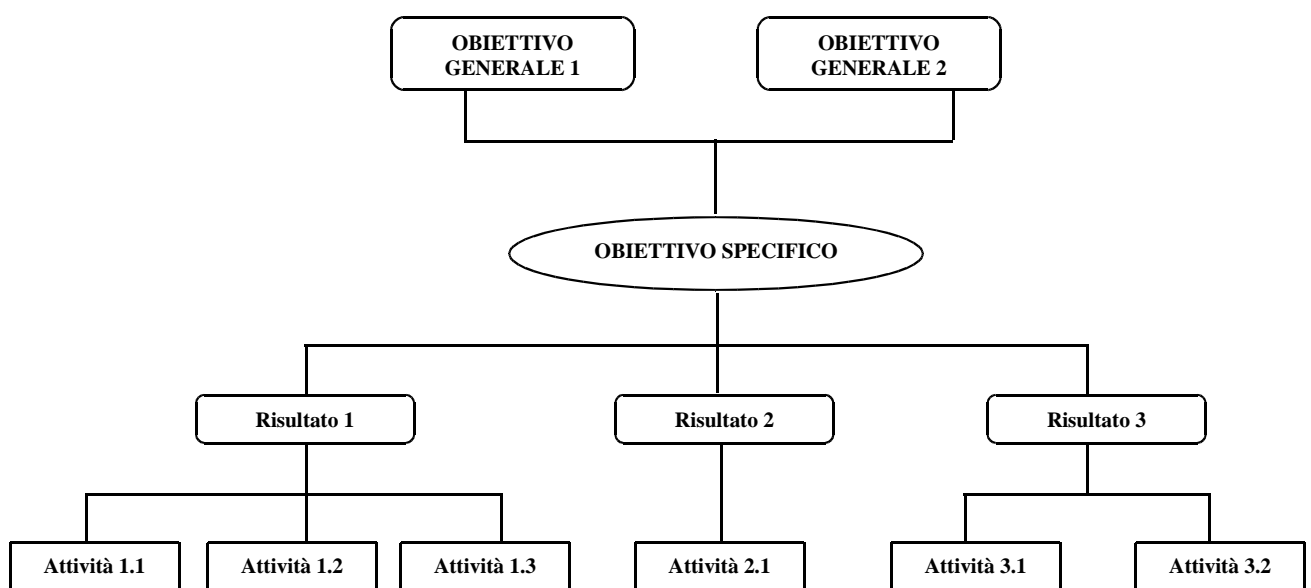 OBIETTIVO
GENERALE 1
OBIETTIVO
GENERALE 2
OBIETTIVO SPECIFICO
Risultato 1
Risultato 2
Risultato 3
Attività 1.1
Attività 1.2
Attività 1.3
Attività 2.1
Attività 3.1
Attività 3.2